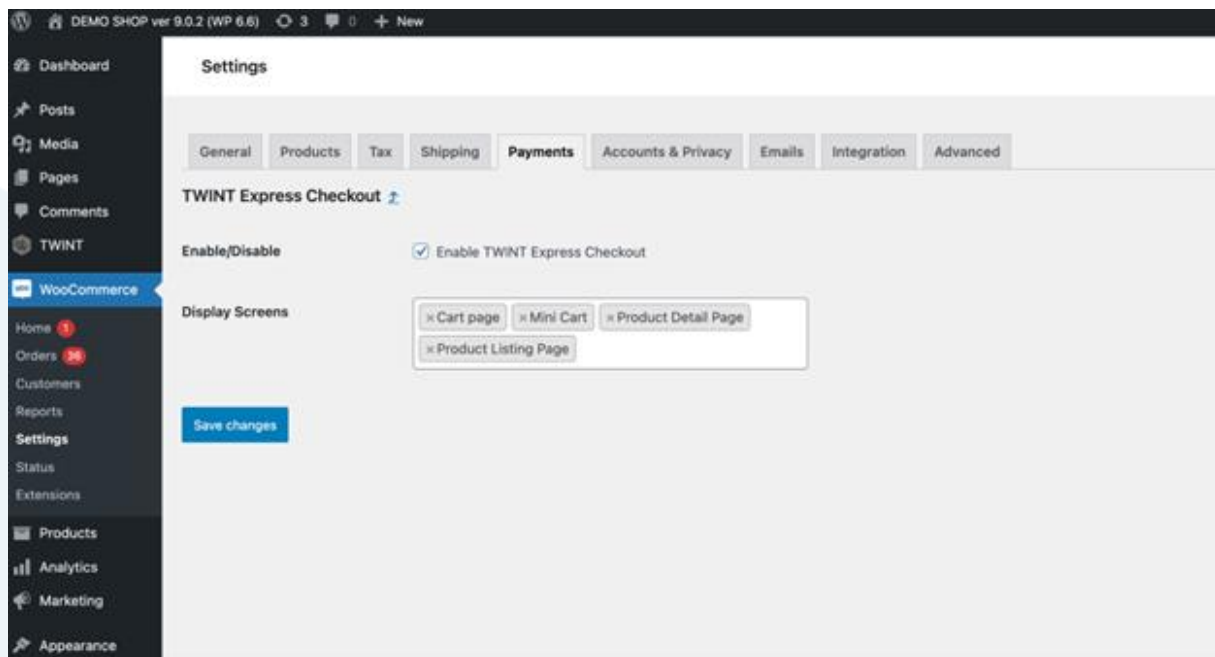 DEMO SHOP ver 9.0.2 (WP 6.6) 3 0 + New
Dashboard
Posts
Media
Pages
Comments
TWINT
WooCommerce
Home 1
Orders 36
Customers
Reports
Settings
Status
Extensions
Products
Analytics
Marketing
Appearance
Settings
General Products Tax Shipping Payments Accounts & Privacy Emails Integration Advanced
TWINT Express Checkout
Enable/Disable Enable TWINT Express Checkout
Display Screens
×Cart page ×Mini Cart ×Product Detail Page
×Product Listing Page
Save changes